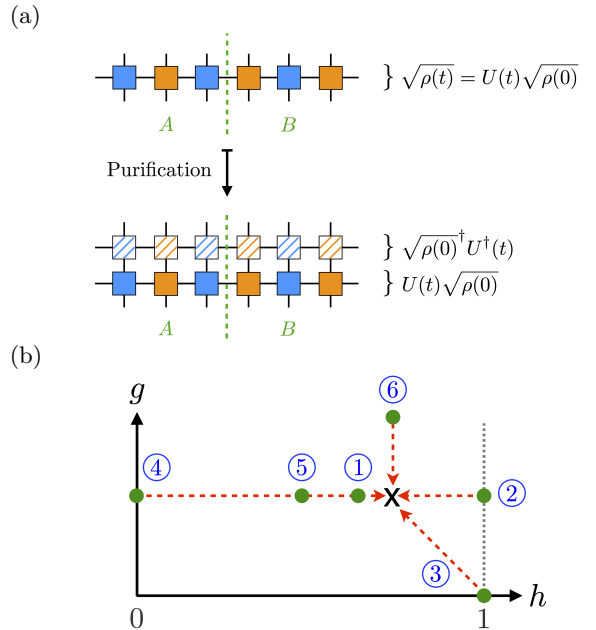 (a)
} √ρ(t) = U(t)√ρ(0)
A B
Purification
} √ρ(0)† U†(t)
} U(t)√ρ(0)
A B
(b)
g
⑥
④ ⑤ ① X ②
③
h
0 1